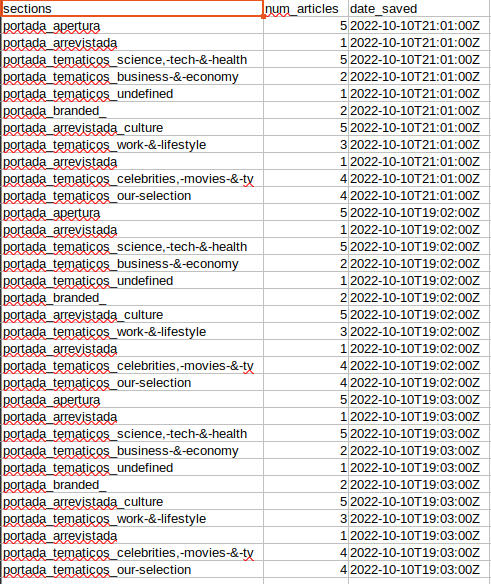 sections num_articles date_saved
portada_apertura 5 2022-10-10T21:01:00Z
portada_arrevistada 1 2022-10-10T21:01:00Z
portada_tematicos_science,-tech-&-health 5 2022-10-10T21:01:00Z
portada_tematicos_business-&-economy 2 2022-10-10T21:01:00Z
portada_tematicos_undefined 1 2022-10-10T21:01:00Z
portada_branded_ 2 2022-10-10T21:01:00Z
portada_arrevistada_culture 5 2022-10-10T21:01:00Z
portada_tematicos_work-&-lifestyle 3 2022-10-10T21:01:00Z
portada_arrevistada 1 2022-10-10T21:01:00Z
portada_tematicos_celebrities,-movies-&-tv 4 2022-10-10T21:01:00Z
portada_tematicos_our-selection 4 2022-10-10T21:01:00Z
portada_apertura 5 2022-10-10T19:02:00Z
portada_arrevistada 1 2022-10-10T19:02:00Z
portada_tematicos_science,-tech-&-health 5 2022-10-10T19:02:00Z
portada_tematicos_business-&-economy 2 2022-10-10T19:02:00Z
portada_tematicos_undefined 1 2022-10-10T19:02:00Z
portada_branded_ 2 2022-10-10T19:02:00Z
portada_arrevistada_culture 5 2022-10-10T19:02:00Z
portada_tematicos_work-&-lifestyle 3 2022-10-10T19:02:00Z
portada_arrevistada 1 2022-10-10T19:02:00Z
portada_tematicos_celebrities,-movies-&-tv 4 2022-10-10T19:02:00Z
portada_tematicos_our-selection 4 2022-10-10T19:02:00Z
portada_apertura 5 2022-10-10T19:03:00Z
portada_arrevistada 1 2022-10-10T19:03:00Z
portada_tematicos_science,-tech-&-health 5 2022-10-10T19:03:00Z
portada_tematicos_business-&-economy 2 2022-10-10T19:03:00Z
portada_tematicos_undefined 1 2022-10-10T19:03:00Z
portada_branded_ 2 2022-10-10T19:03:00Z
portada_arrevistada_culture 5 2022-10-10T19:03:00Z
portada_tematicos_work-&-lifestyle 3 2022-10-10T19:03:00Z
portada_arrevistada 1 2022-10-10T19:03:00Z
portada_tematicos_celebrities,-movies-&-tv 4 2022-10-10T19:03:00Z
portada_tematicos_our-selection 4 2022-10-10T19:03:00Z